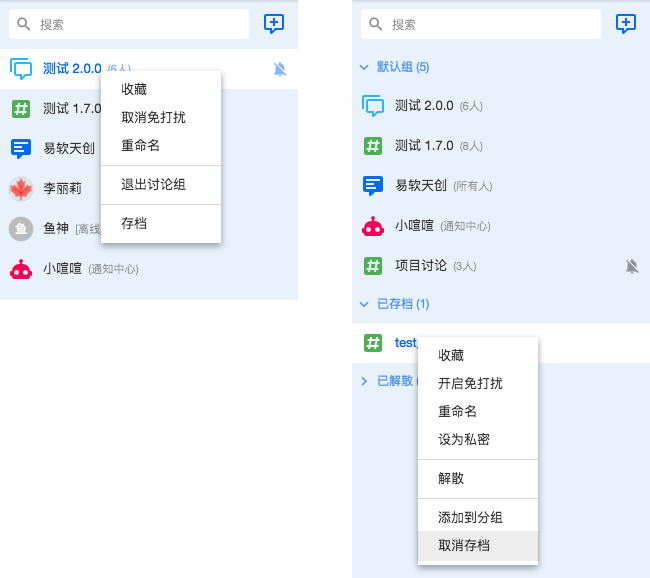 搜索
测试 2.0.0 (6人)
测试 1.7.0
易软天创
李丽莉
鱼
鱼神 [离线
小喧喧 (通知中心)
收藏
取消免打扰
重命名
退出讨论组
存档
搜索
默认组 (5)
测试 2.0.0 (6人)
测试 1.7.0 (8人)
易软天创 (所有人)
小喧喧 (通知中心)
项目讨论 (3人)
已存档 (1)
test
已解散
收藏
开启免打扰
重命名
设为私密
解散
添加到分组
取消存档